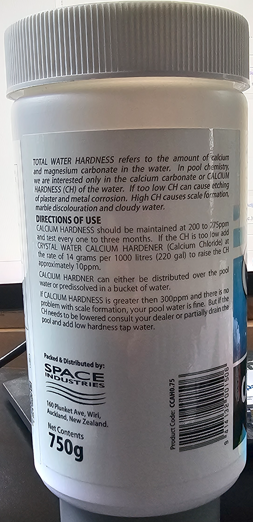 TOTAL WATER HARDNESS refers to the amount of calcium
and magnesium carbonate in the water. In pool chemistry
we are interested only in the calcium carbonate or CALCIUM
HARDNESS (CH) of the water. If too low CH can cause etching
of plaster and metal corrosion. High CH causes scale formation,
marble discolouration and cloudy water.
DIRECTIONS OF USE
CALCIUM HARDNESS should be maintained at 200 to 275ppm
and test every one to three months. If the CH is too low add
CRYSTAL WATER CALCIUM HARDENER (Calcium Chloride) at
the rate of 14 grams per 1000 litres (220 gal) to raise the CH
approximately 10ppm.
CALCIUM HARDNER can be either distributed over the pool
water or predissolved in a bucket of water.
If CALCIUM HARDNESS is greater then 300ppm and there is no
problem with scale formation, your pool water is fine. But if the
CH needs to be lowered consult your dealer or partially drain the
pool and add low hardness tap water.
Packed & Distributed by:
SPACE
INDUSTRIES
160 Plunket Ave, Wiri,
Auckland, New Zealand.
Net Contents
750g
Product Code: CCAH0.75